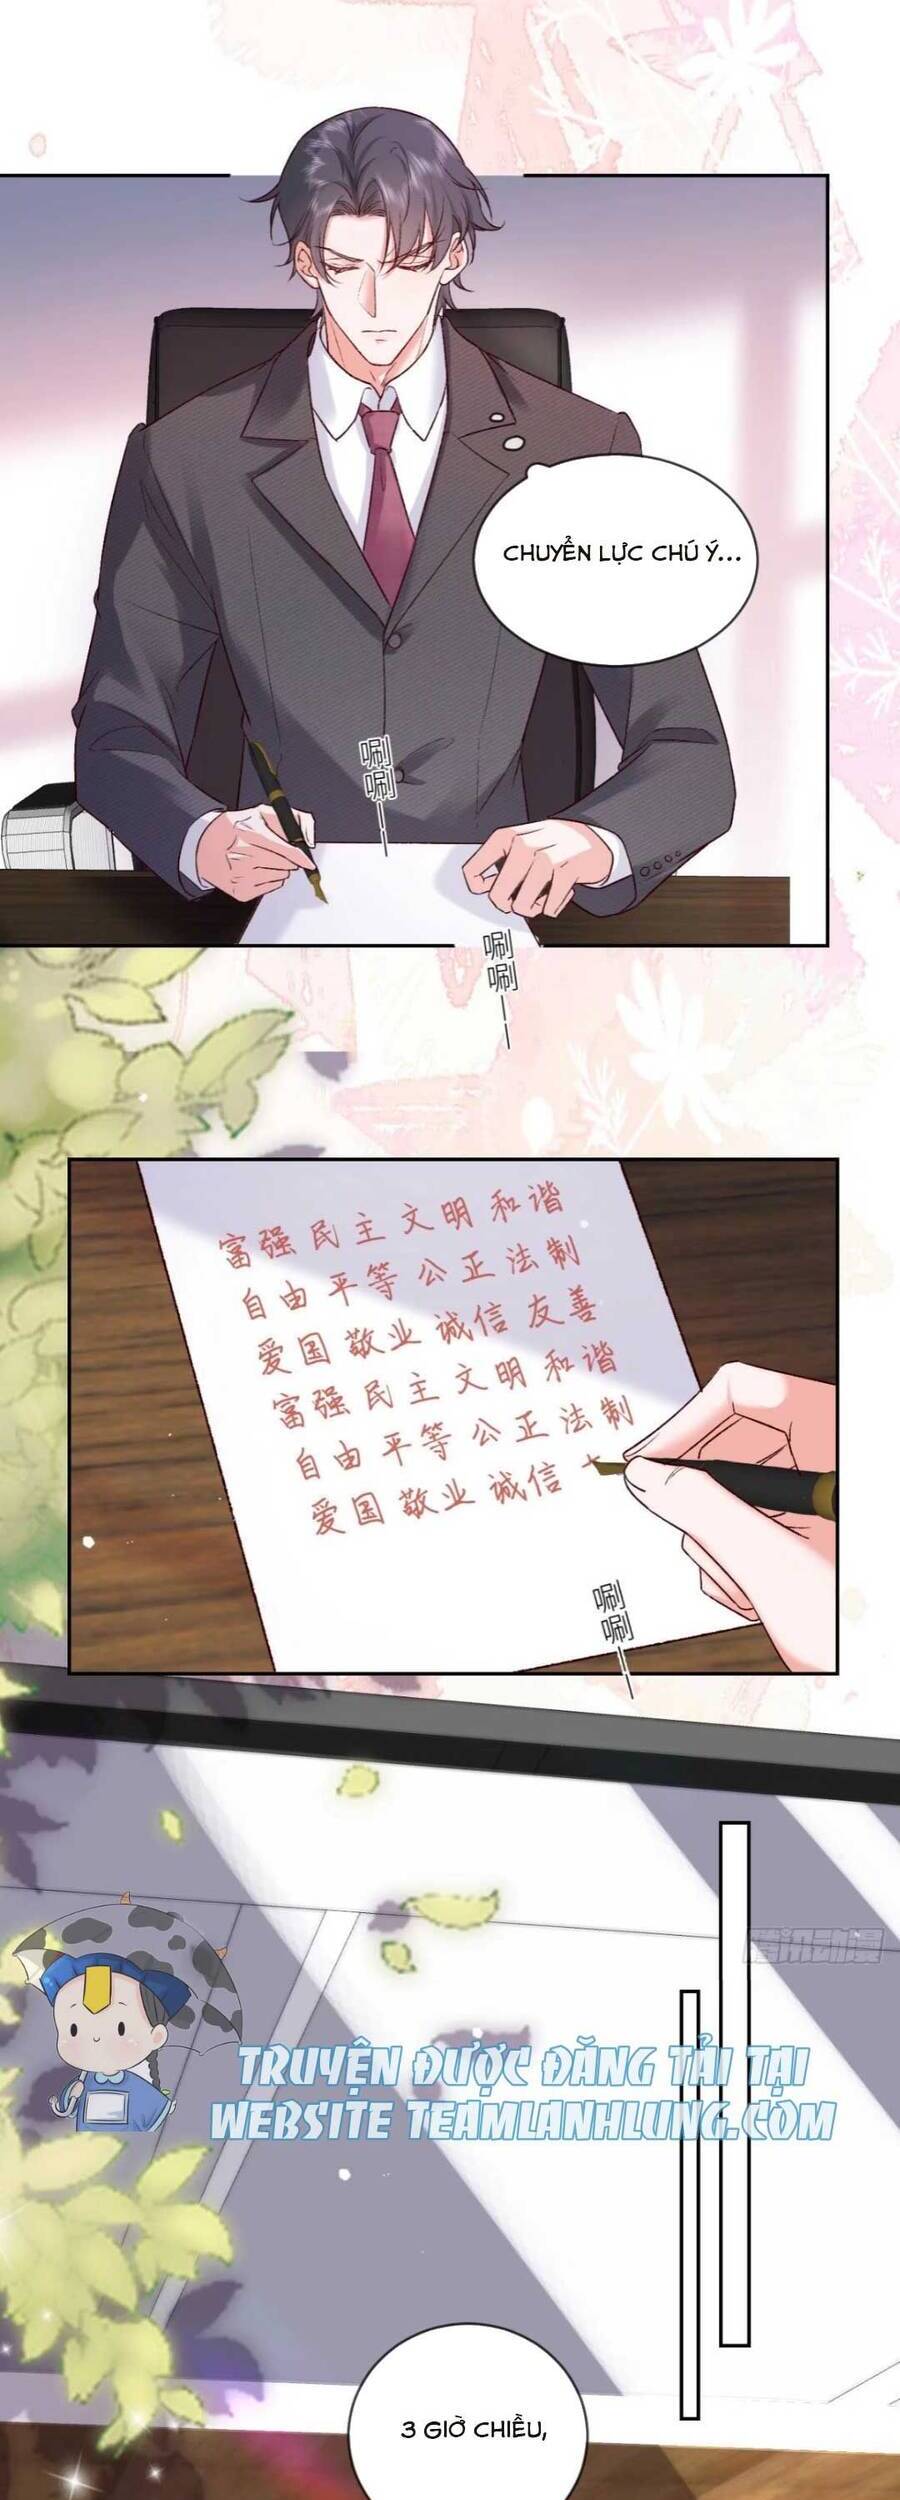 CHUYỂN LỰC CHÚ Ý...
唰
唰——
唰
唰——
富强民主文明和谐
自由平等公正法制
爱国敬业诚信友善
富强民主文明和谐
自由平等公正法制
爱国敬业诚信
唰
唰——
腾讯动漫
TRUYỆN ĐƯỢC ĐĂNG TẢI TẠI
WEBSITE TEAMLANHLUNG.COM
3 GIỜ CHIỀU,